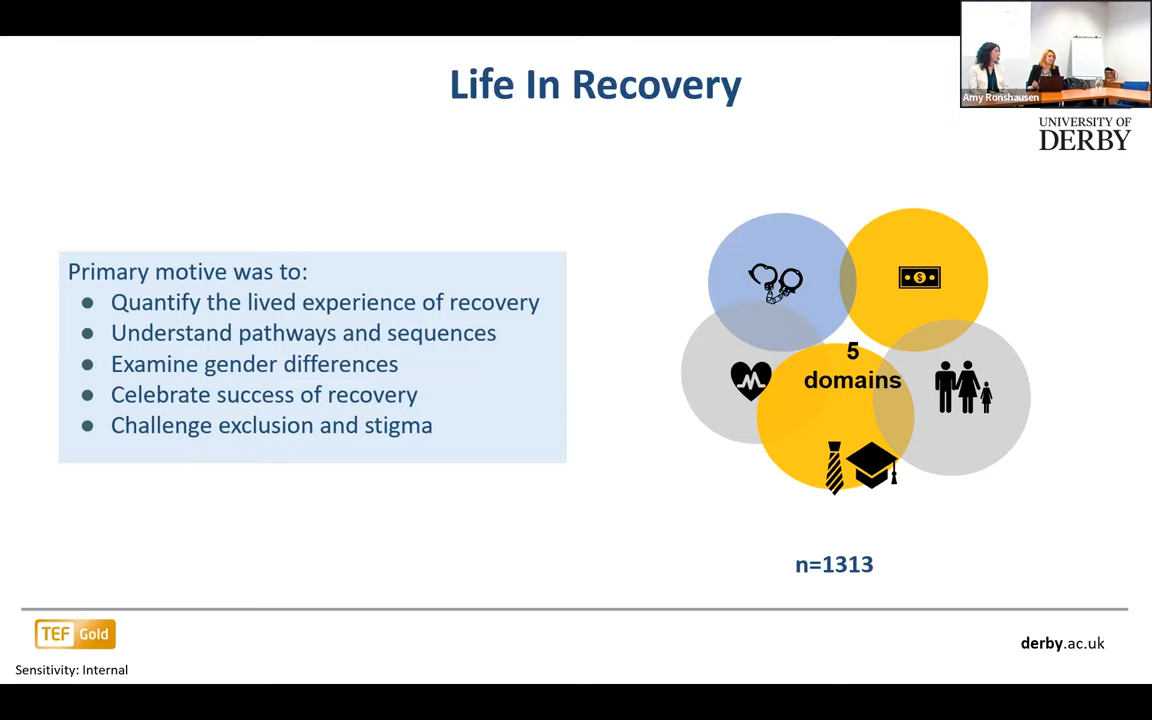 Life In Recovery
Amy Ronshausen
UNIVERSITY OF
DERBY
Primary motive was to:
● Quantify the lived experience of recovery
● Understand pathways and sequences
● Examine gender differences
● Celebrate success of recovery
● Challenge exclusion and stigma
$
5
domains
n=1313
TEF Gold
derby.ac.uk
Sensitivity: Internal